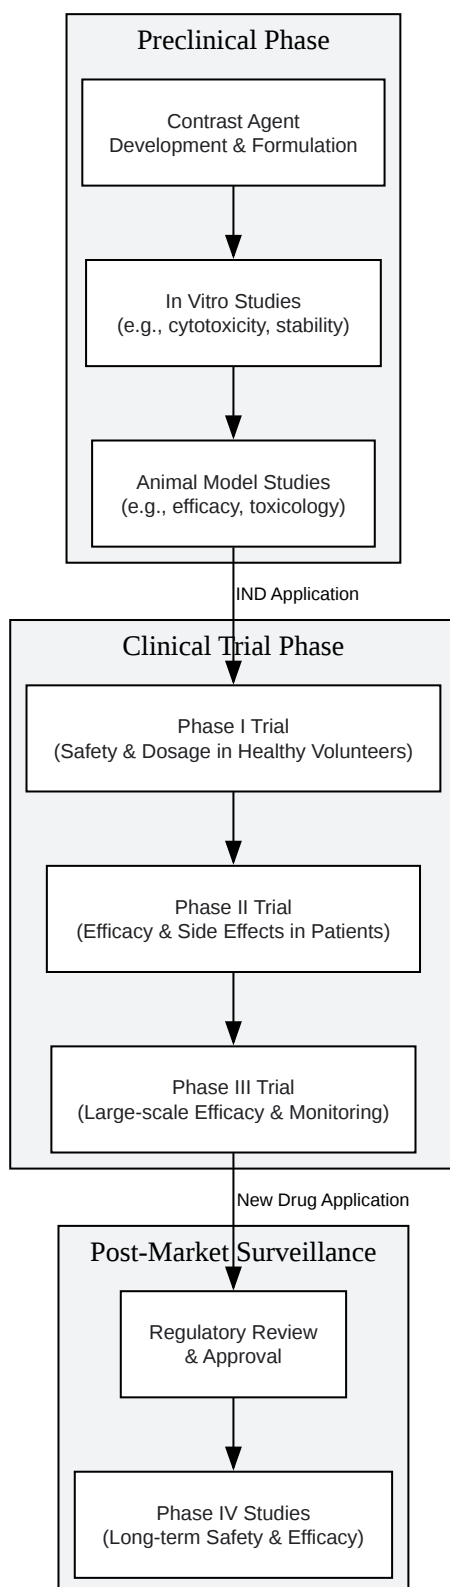 Preclinical Phase
Contrast Agent
Development & Formulation
In Vitro Studies
(e.g., cytotoxicity, stability)
Animal Model Studies
(e.g., efficacy, toxicology)
IND Application
Clinical Trial Phase
Phase I Trial
(Safety & Dosage in Healthy Volunteers)
Phase II Trial
(Efficacy & Side Effects in Patients)
Phase III Trial
(Large-scale Efficacy & Monitoring)
New Drug Application
Post-Market Surveillance
Regulatory Review
& Approval
Phase IV Studies
(Long-term Safety & Efficacy)